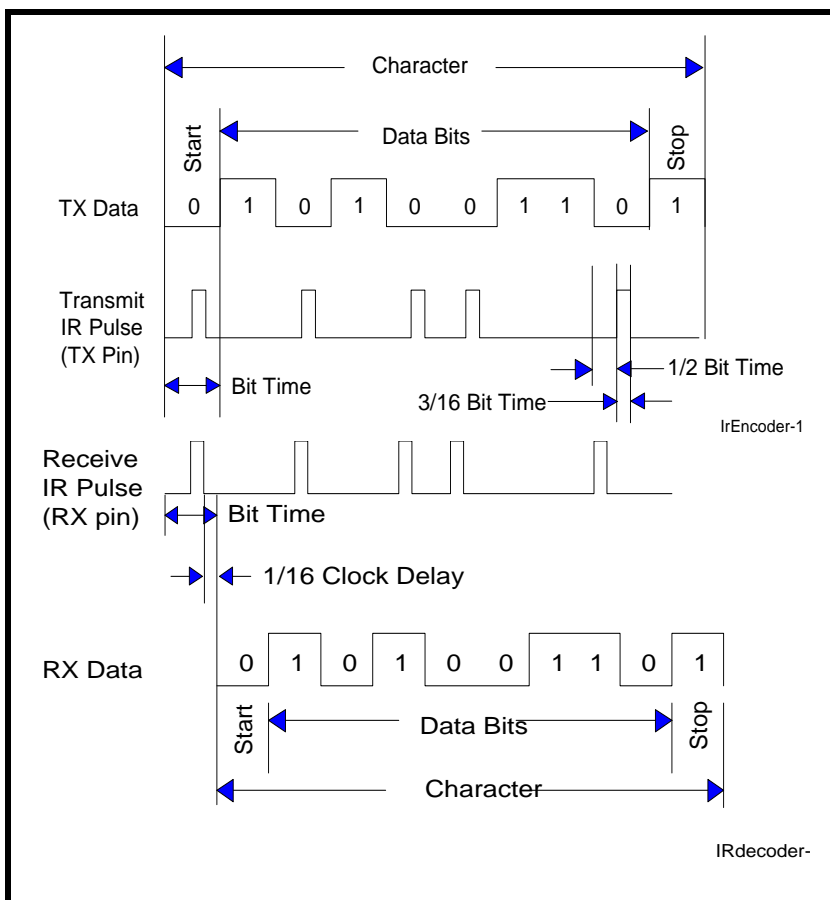 Character
Start
Data Bits
Stop
TX Data
0 1 0 1 0 0 1 1 0 1
Transmit
IR Pulse
(TX Pin)
Bit Time
1/2 Bit Time
3/16 Bit Time
IrEncoder-1
Receive
IR Pulse
(RX pin)
Bit Time
1/16 Clock Delay
RX Data
0 1 0 1 0 0 1 1 0 1
Start
Data Bits
Stop
Character
IRdecoder-